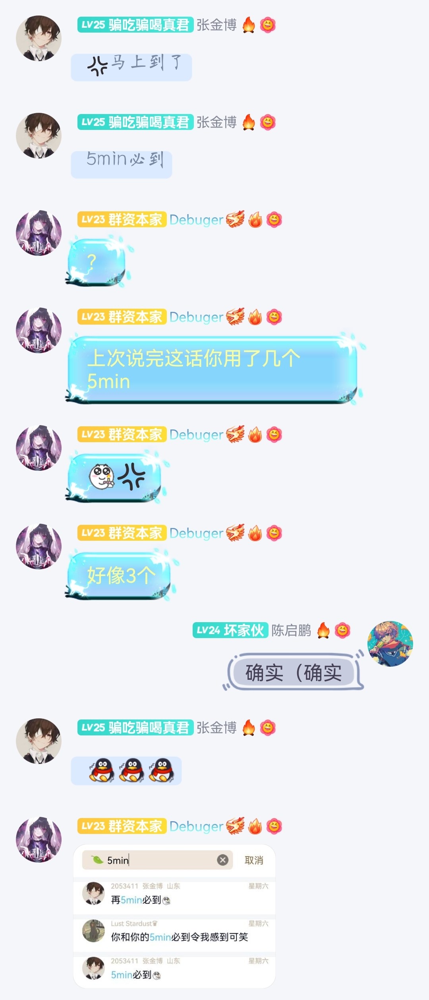 LV25 骗吃骗喝真君 张金博
马上到了
LV25 骗吃骗喝真君 张金博
5min必到
LV23 群资本家 Debuger
?
LV23 群资本家 Debuger
上次说完这话你用了几个
5min
LV23 群资本家 Debuger
LV23 群资本家 Debuger
好像3个
LV24 坏家伙 陈启鹏
确实（确实
LV25 骗吃骗喝真君 张金博
LV23 群资本家 Debuger
5min 取消
2053411 张金博 山东 星期六
再5min必到
Lust Stardust 星期六
你和你的5min必到令我感到可笑
2053411 张金博 山东 星期六
5min必到